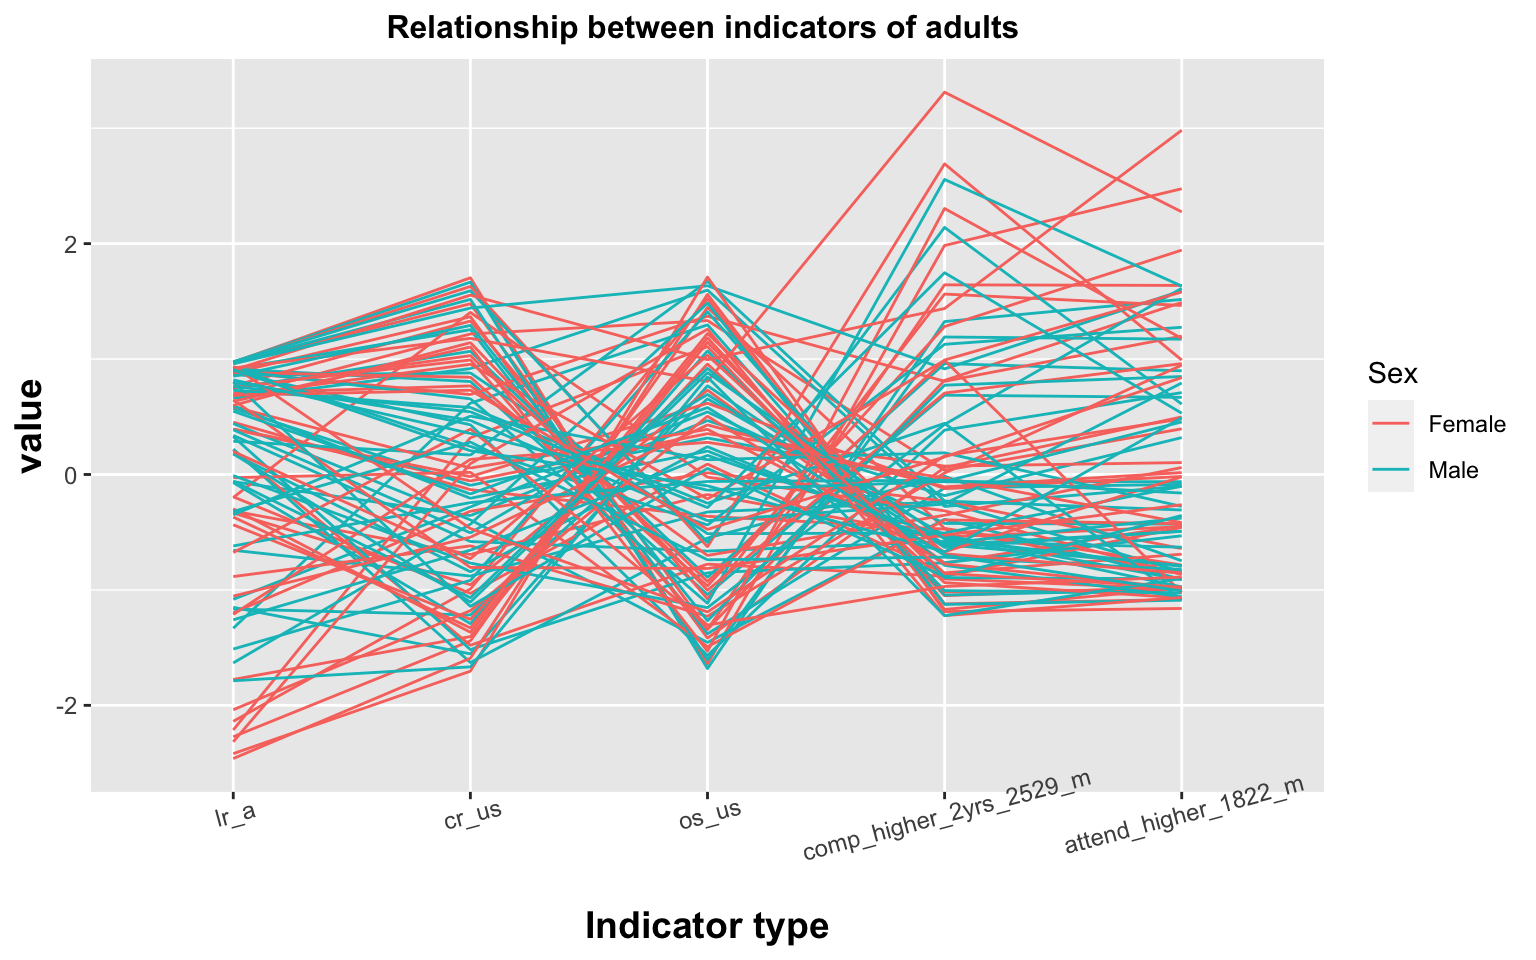 Relationship between indicators of adults
value
2
0
-2
lr_a
cr_us
os_us
comp_higher_2yrs_2529_m
attend_higher_1822_m
Indicator type
Sex
Female
Male